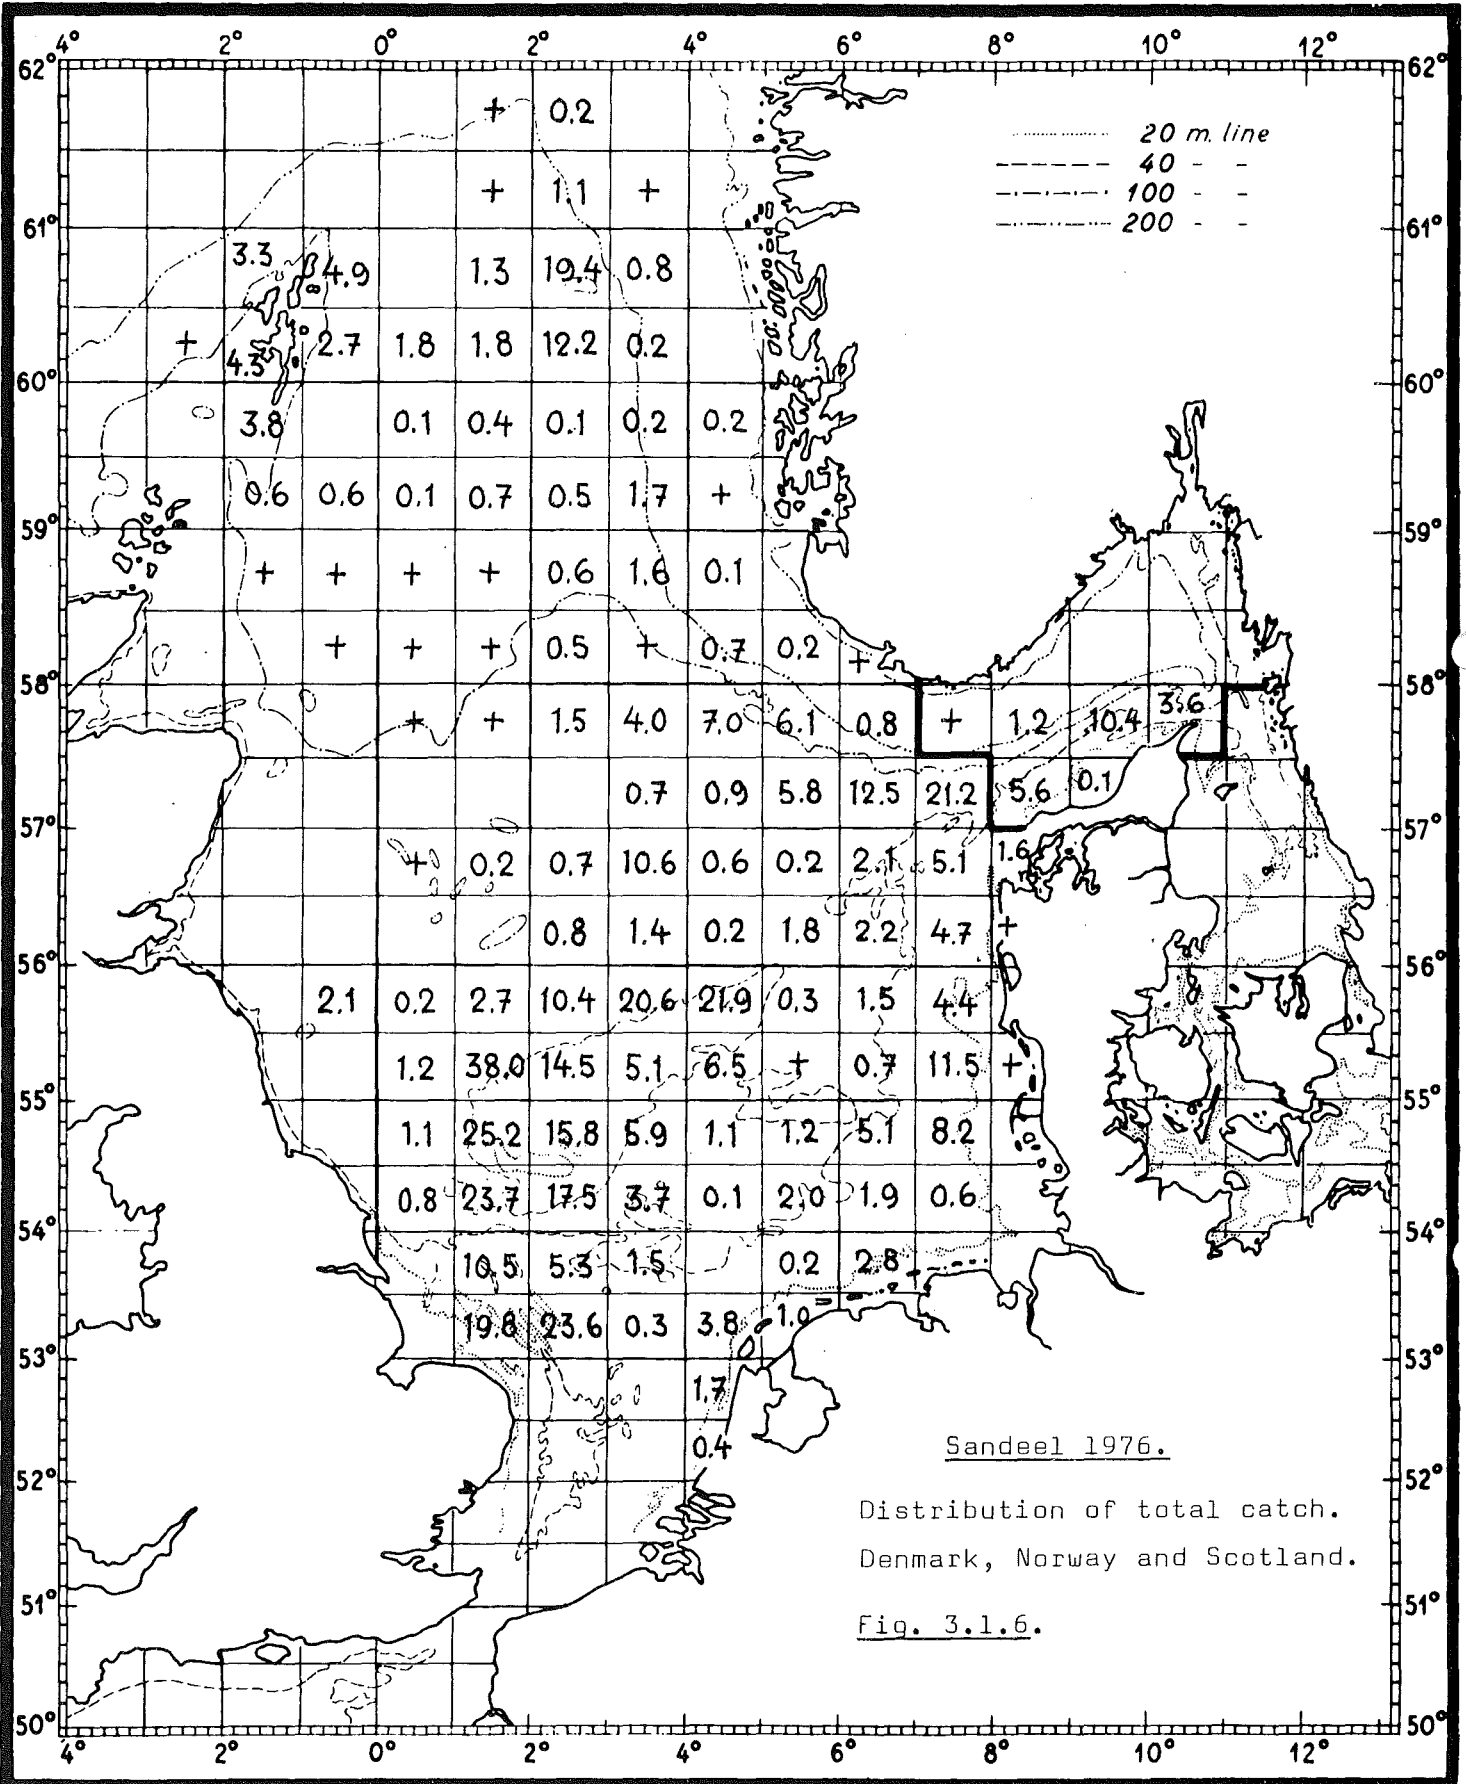 4° 2° 0° 2° 4° 6° 8° 10° 12°
62° 62°
+ 0.2
20 m. line
40 - -
+ 1.1 +
100 - -
200 - -
61° 61°
3.3 4.9 1.3 19.4 0.8
+ 4.3 2.7 1.8 1.8 12.2 0.2
60° 60°
3.8 0.1 0.4 0.1 0.2 0.2
0.6 0.6 0.1 0.7 0.5 1.7 +
59° 59°
+ + + + 0.6 1.6 0.1
+ + + 0.5 + 0.7 0.2 +
58° 58°
+ + 1.5 4.0 7.0 6.1 0.8 + 1.2 10.4 3.6
0.7 0.9 5.8 12.5 21.2 5.6 0.1
57° 57°
+ 0.2 0.7 10.6 0.6 0.2 2.1 5.1 1.6
0.8 1.4 0.2 1.8 2.2 4.7 +
56° 56°
2.1 0.2 2.7 10.4 20.6 21.9 0.3 1.5 4.4
1.2 38.0 14.5 5.1 6.5 + 0.7 11.5 +
55° 55°
1.1 25.2 15.8 5.9 1.1 1.2 5.1 8.2
0.8 23.7 17.5 3.7 0.1 2.0 1.9 0.6
54° 54°
10.5 5.3 1.5 0.2 2.8
19.8 23.6 0.3 3.8 1.0
53° 53°
1.7
0.4
Sandeel 1976.
52° 52°
Distribution of total catch.
Denmark, Norway and Scotland.
51° 51°
Fig. 3.1.6.
50° 50°
4° 2° 0° 2° 4° 6° 8° 10° 12°